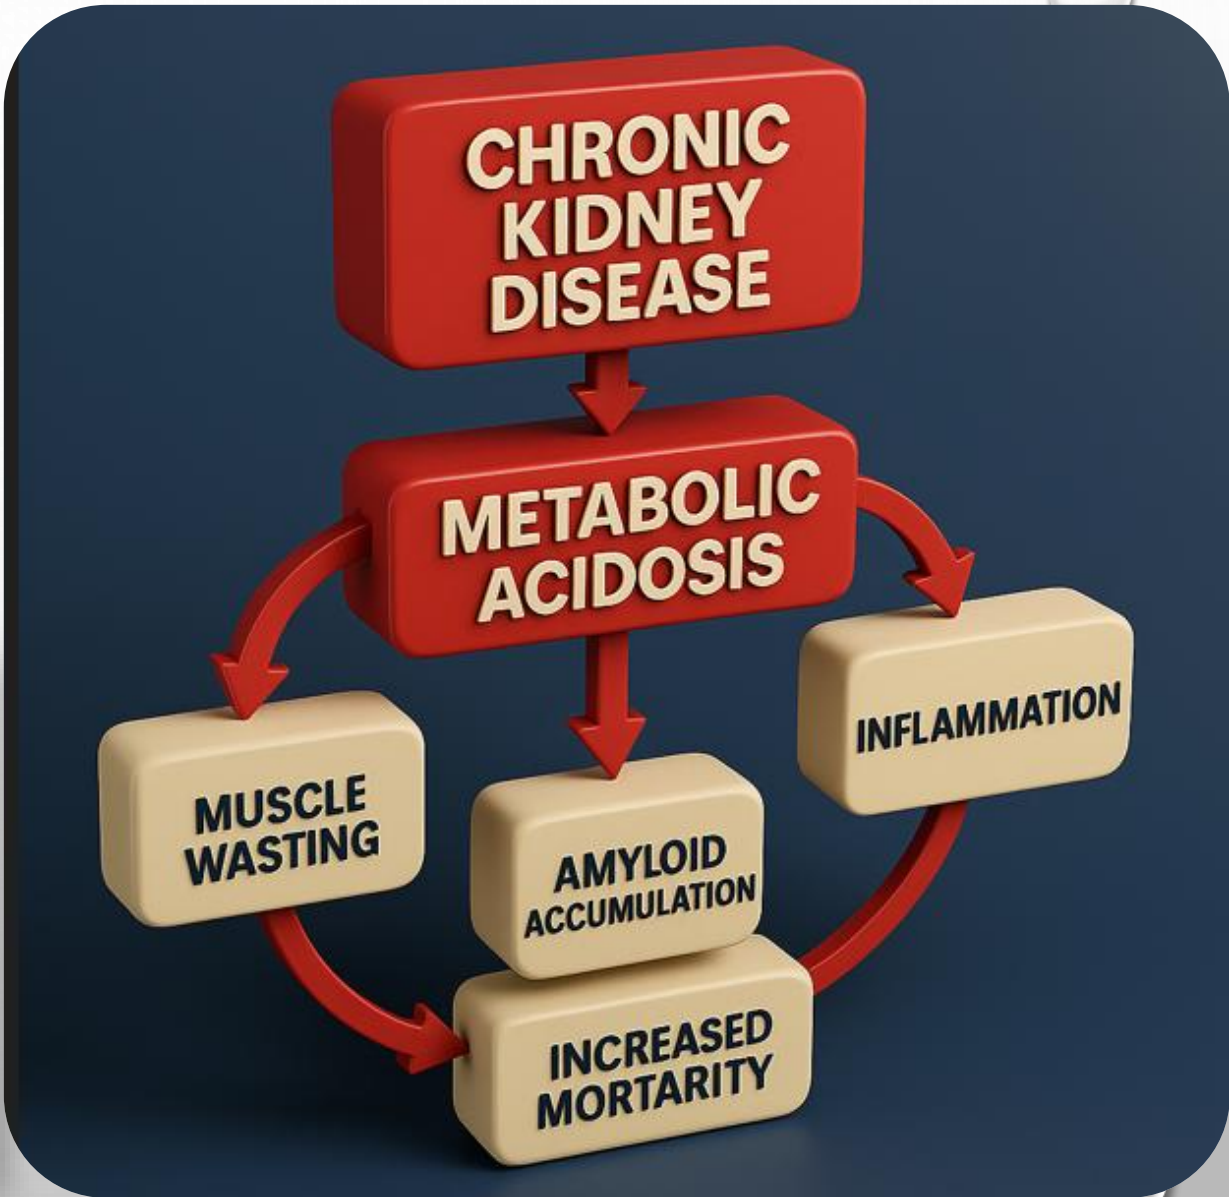 CHRONIC
KIDNEY
DISEASE
METABOLIC
ACIDOSIS
INFLAMMATION
MUSCLE
WASTING
AMYLOID
ACCUMULATION
INCREASED
MORTARITY